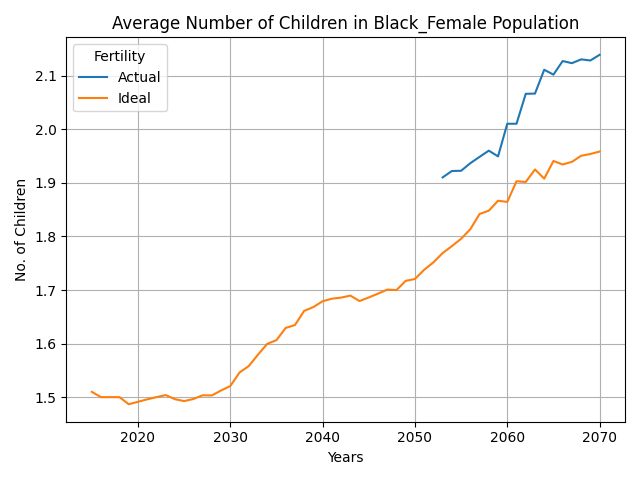 Average Number of Children in Black_Female Population
Fertility
Actual
Ideal
No. of Children
2.1
2.0
1.9
1.8
1.7
1.6
1.5
2020 2030 2040 2050 2060 2070
Years